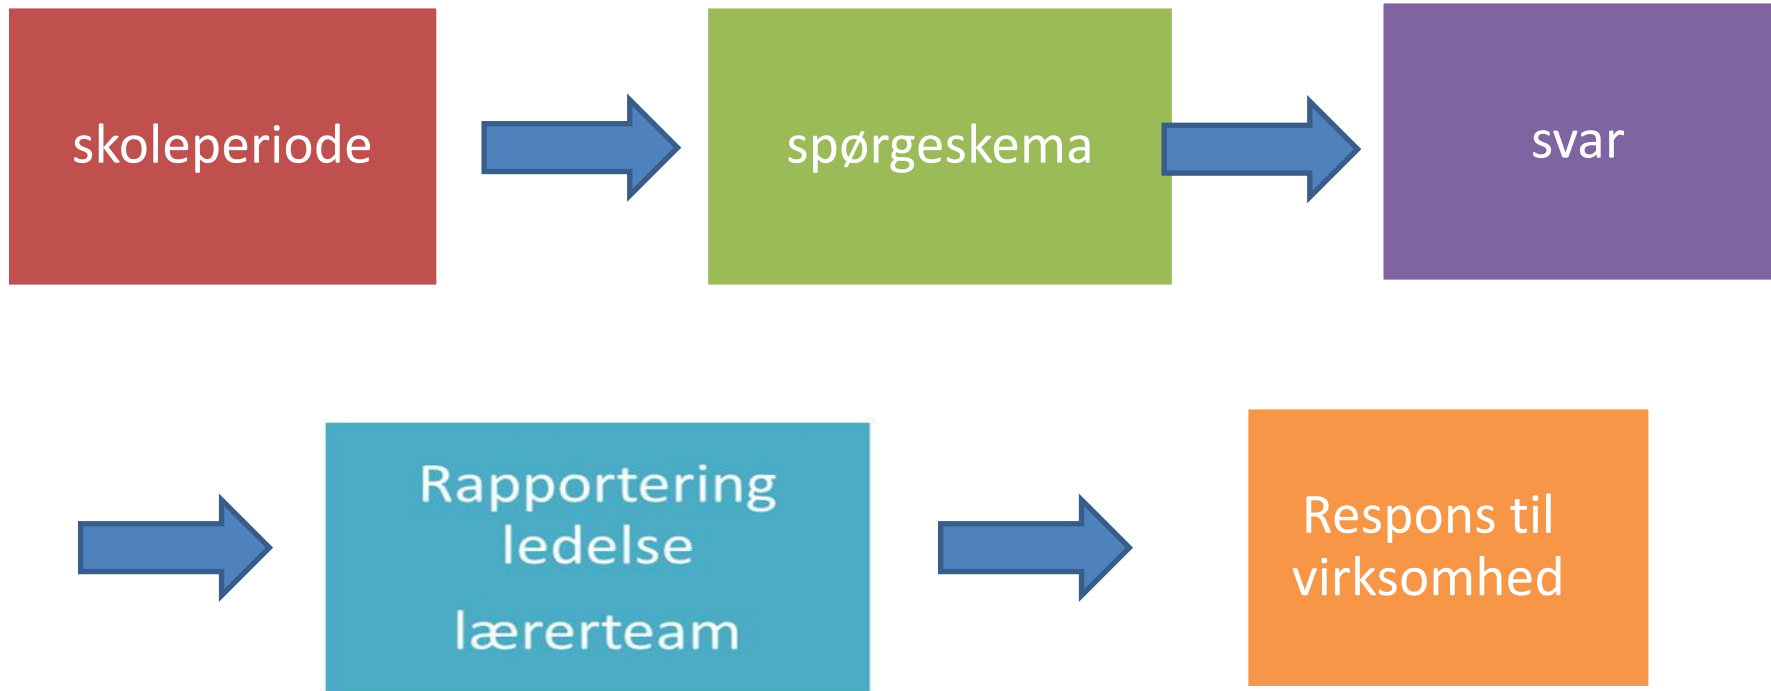 skoleperiode
spørgeskema
svar
Rapportering
ledelse
lærerteam
Respons til
virksomhed